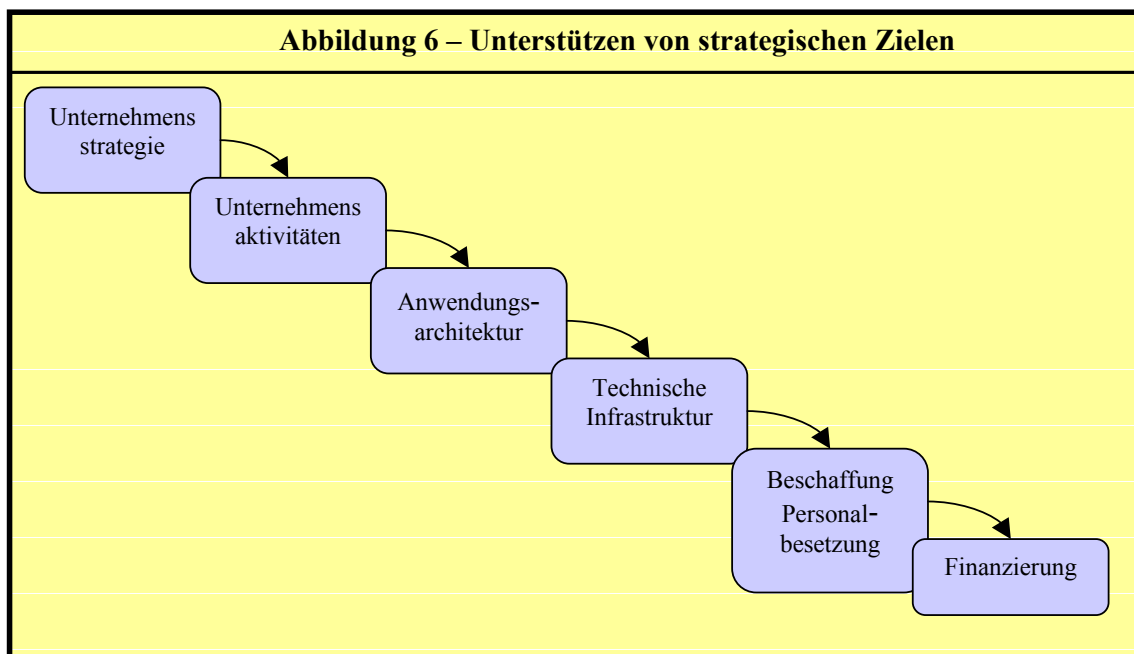 Abbildung 6 – Unterstützen von strategischen Zielen
Unternehmens
strategie
Unternehmens
aktivitäten
Anwendungs-
architektur
Technische
Infrastruktur
Beschaffung
Personal-
besetzung
Finanzierung